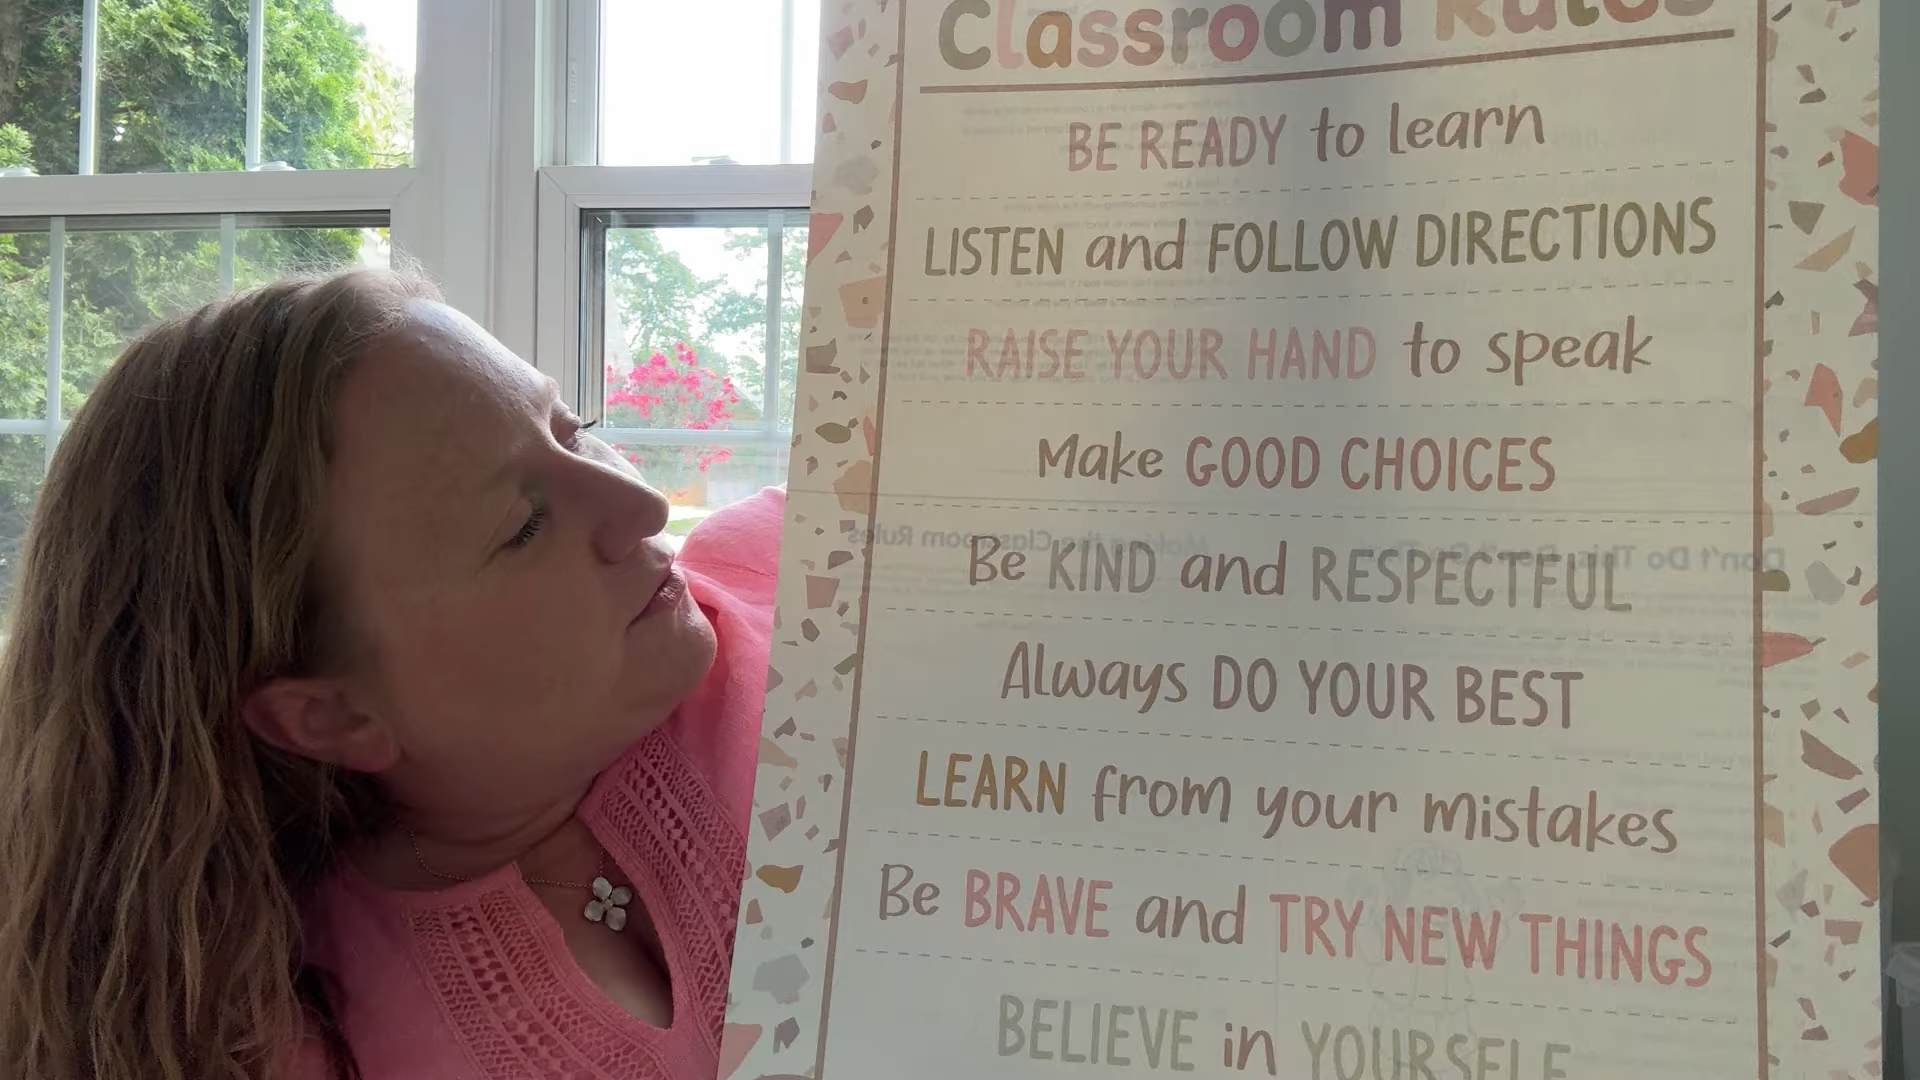 Classroom Rules
BE READY to learn
LISTEN and FOLLOW DIRECTIONS
RAISE YOUR HAND to speak
Make GOOD CHOICES
Be KIND and RESPECTFUL
Always DO YOUR BEST
LEARN from your mistakes
Be BRAVE and TRY NEW THINGS
BELIEVE in YOURSELF